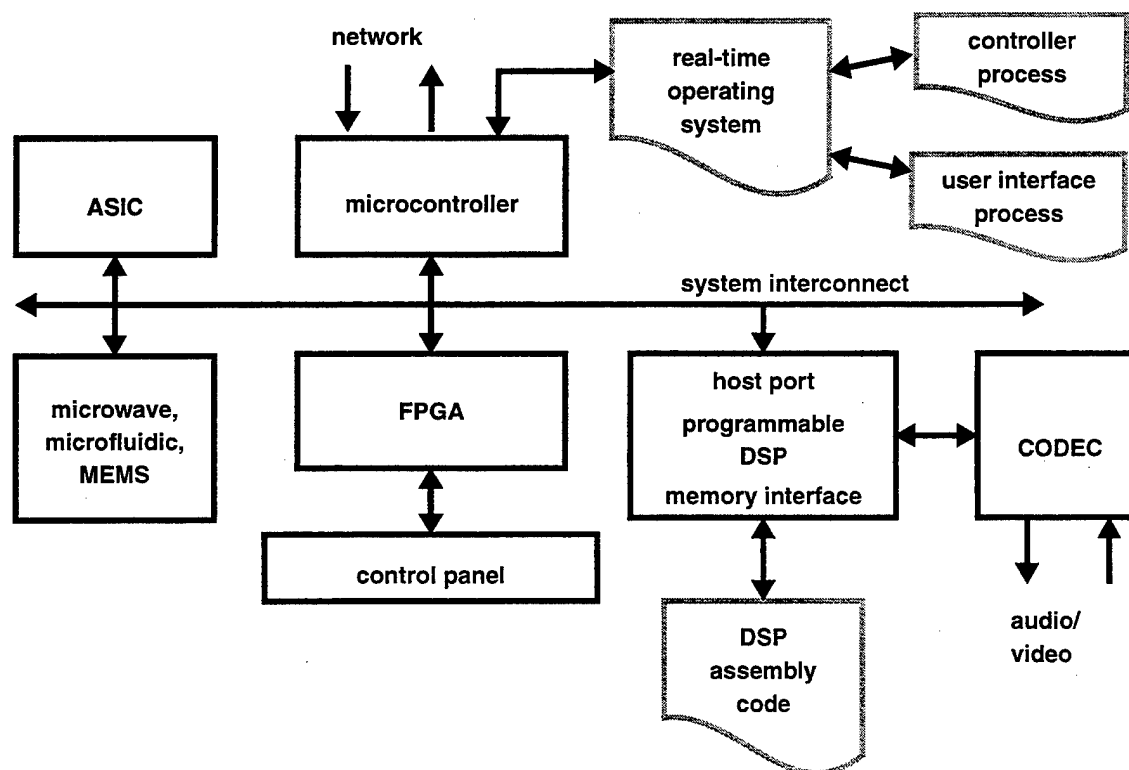 network
real-time
operating
system
controller
process
ASIC
microcontroller
user interface
process
system interconnect
microwave,
microfluidic,
MEMS
FPGA
host port
programmable
DSP
memory interface
CODEC
control panel
DSP
assembly
code
audio/
video